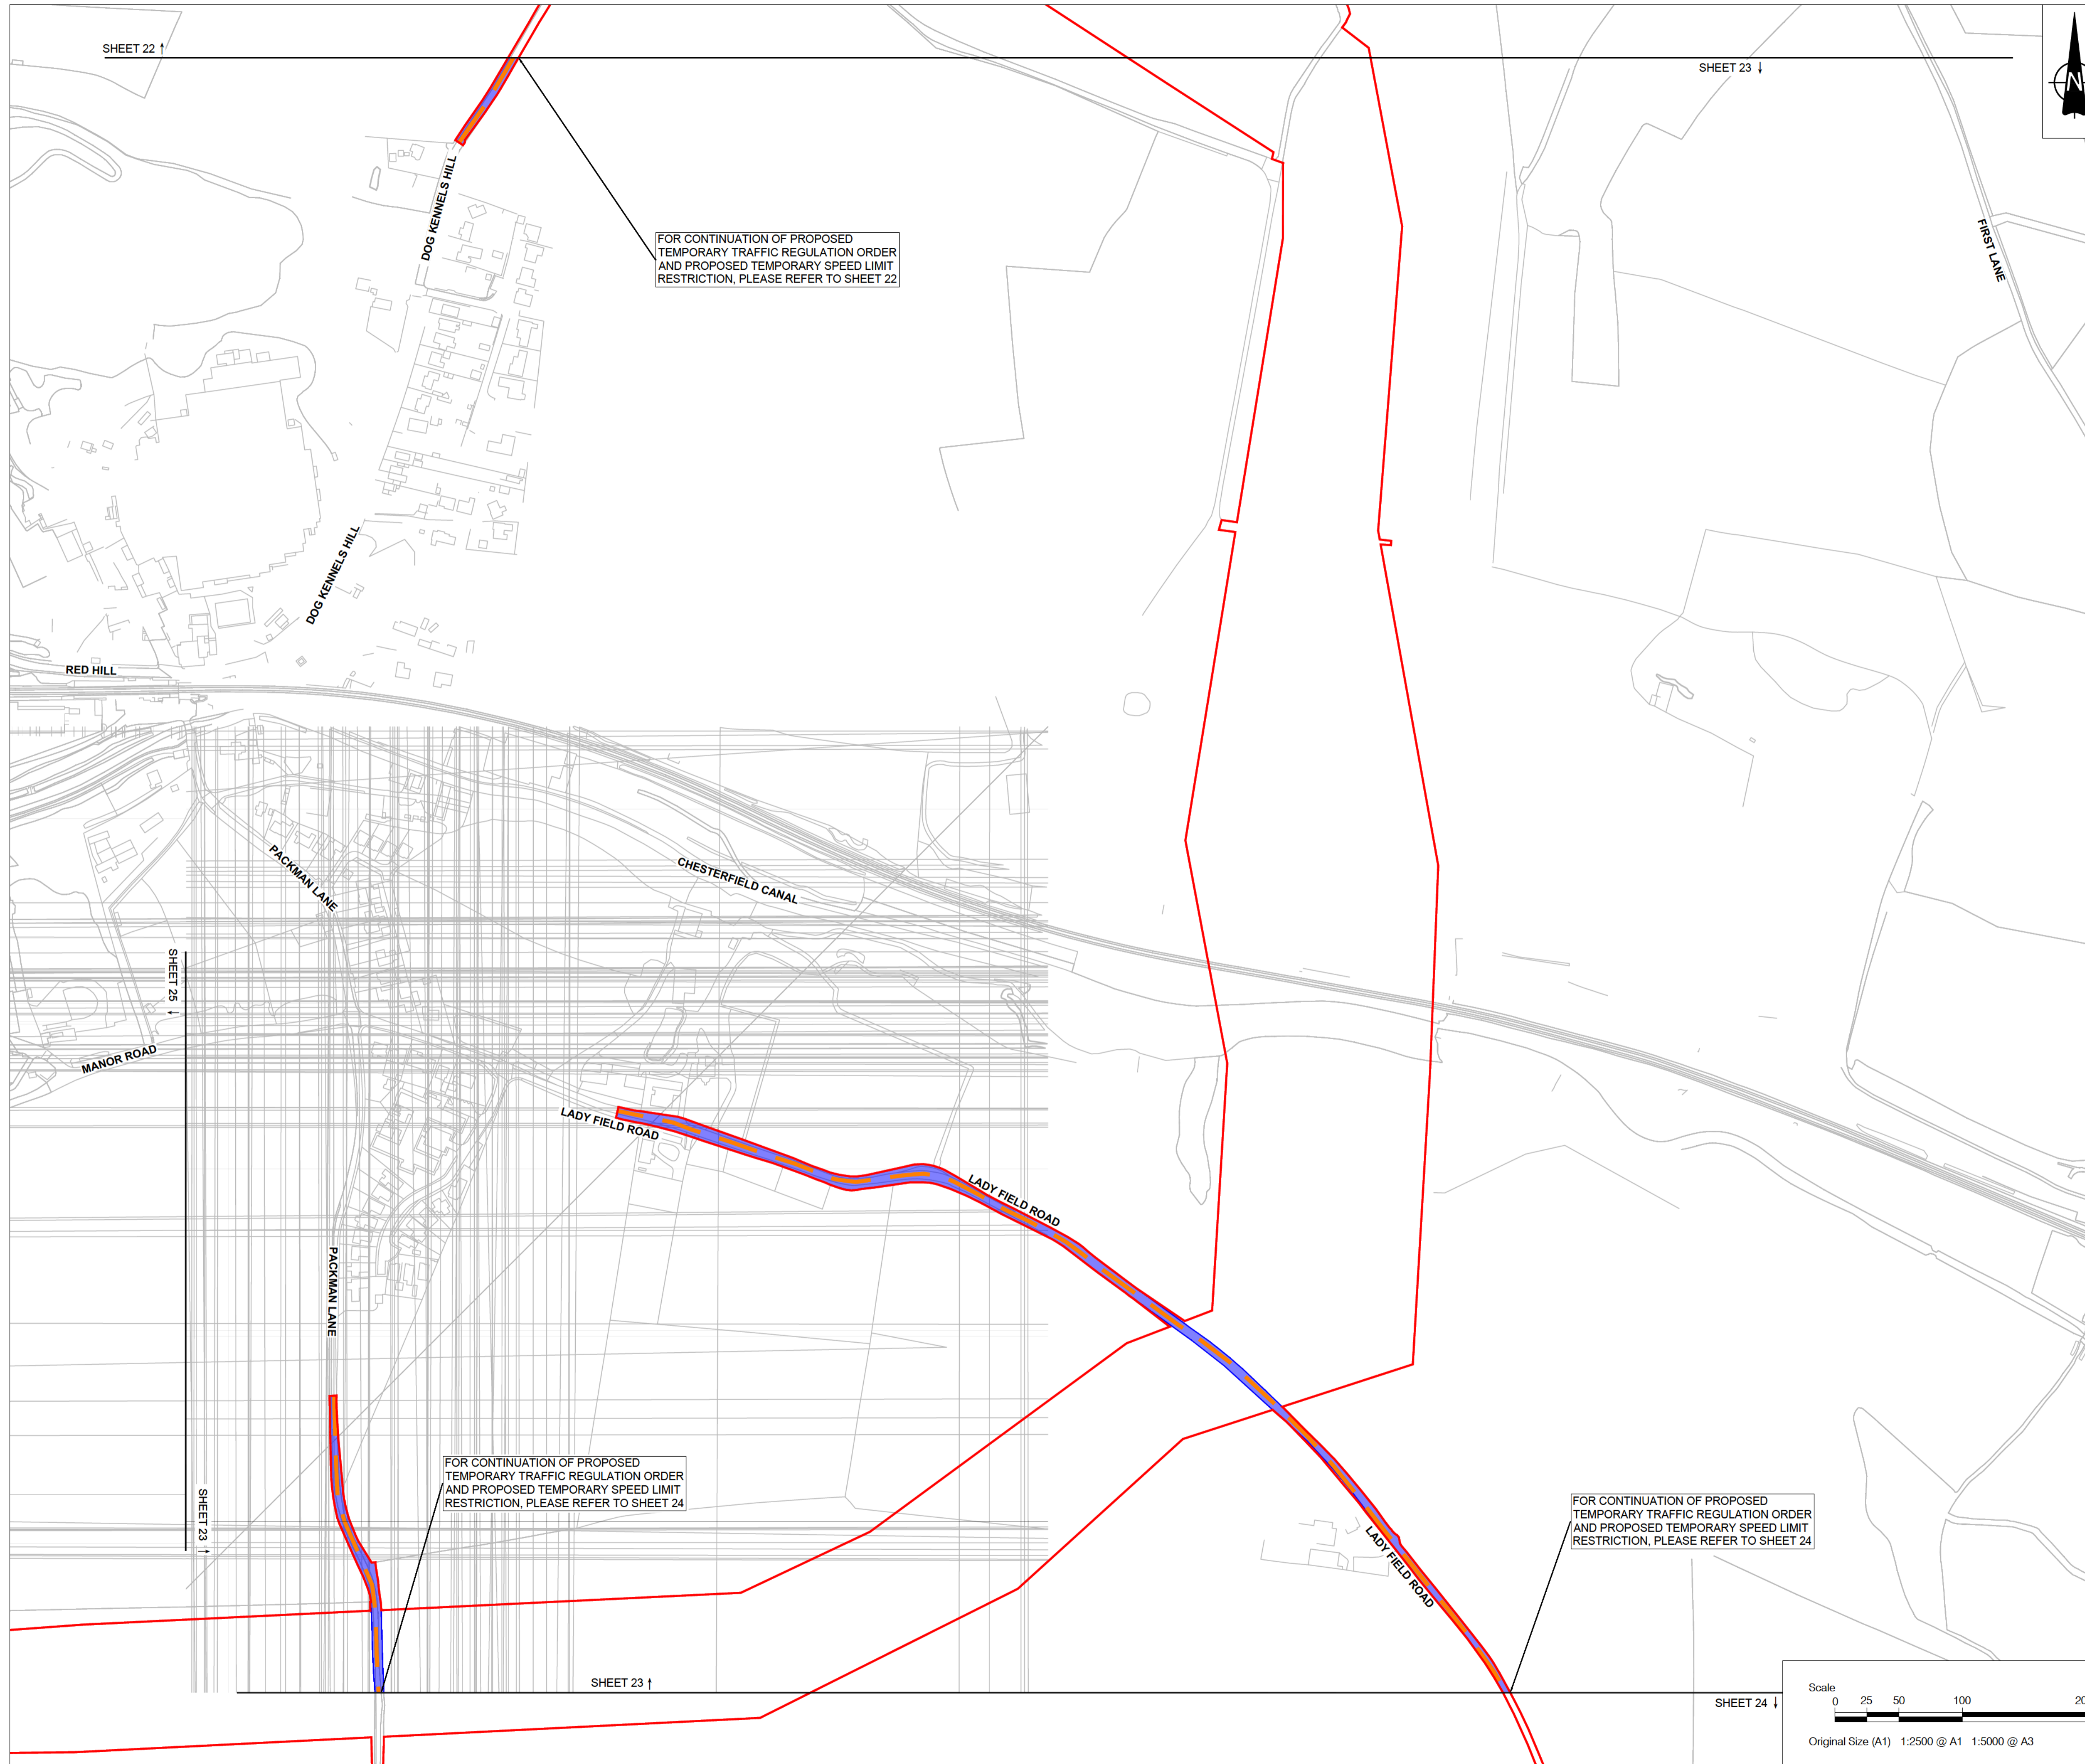 SHEET 22 ↑
SHEET 23 ↓
N
DOG KENNELS HILL
FIRST LANE
FOR CONTINUATION OF PROPOSED
TEMPORARY TRAFFIC REGULATION ORDER
AND PROPOSED TEMPORARY SPEED LIMIT
RESTRICTION, PLEASE REFER TO SHEET 22
DOG KENNELS HILL
RED HILL
PACKMAN LANE
CHESTERFIELD CANAL
SHEET 25
MANOR ROAD
LADY FIELD ROAD
LADY FIELD ROAD
PACKMAN LANE
FOR CONTINUATION OF PROPOSED
TEMPORARY TRAFFIC REGULATION ORDER
AND PROPOSED TEMPORARY SPEED LIMIT
RESTRICTION, PLEASE REFER TO SHEET 24
SHEET 23
FOR CONTINUATION OF PROPOSED
TEMPORARY TRAFFIC REGULATION ORDER
AND PROPOSED TEMPORARY SPEED LIMIT
RESTRICTION, PLEASE REFER TO SHEET 24
LADY FIELD ROAD
SHEET 23 ↑
SHEET 24 ↓
Scale
0 25 50 100
Original Size (A1) 1:2500 @ A1 1:5000 @ A3